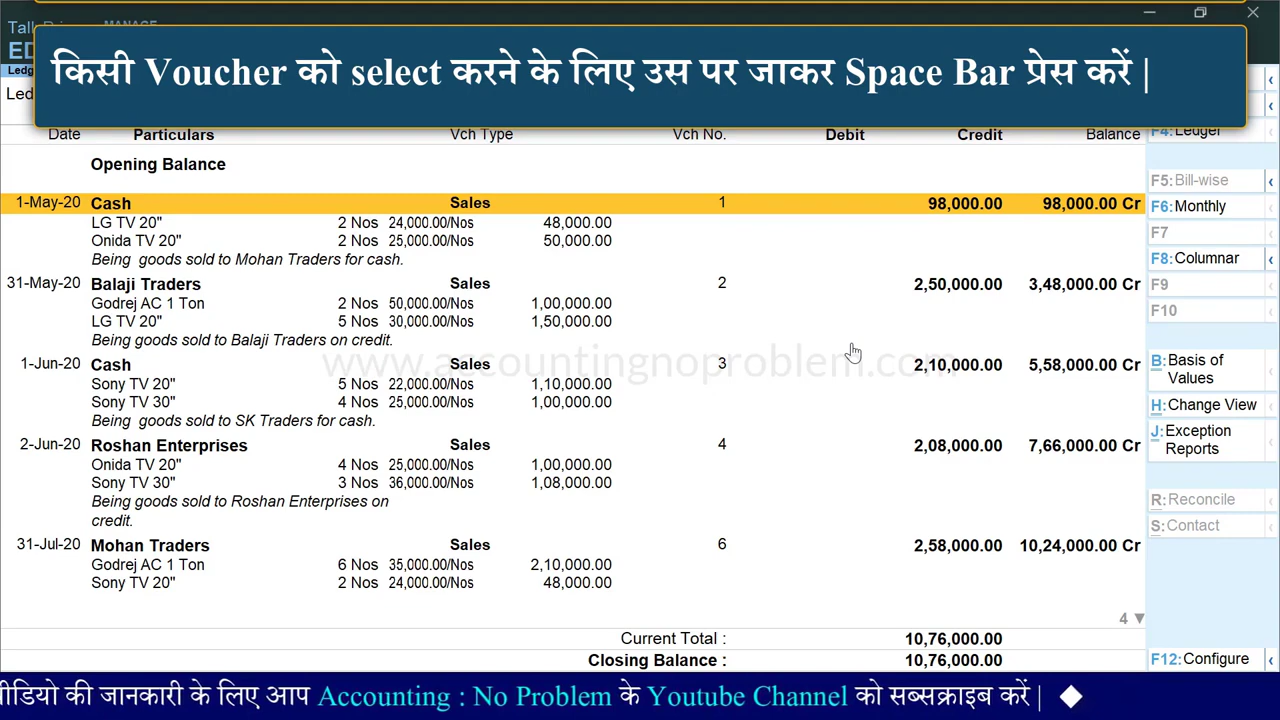 MANAGE
किसी Voucher को select करने के लिए उस पर जाकर Space Bar प्रेस करें |
Date Particulars Vch Type Vch No. Debit Credit Balance
Opening Balance
1-May-20 Cash Sales 1 98,000.00 98,000.00 Cr
LG TV 20" 2 Nos 24,000.00/Nos 48,000.00
Onida TV 20" 2 Nos 25,000.00/Nos 50,000.00
Being goods sold to Mohan Traders for cash.
31-May-20 Balaji Traders Sales 2 2,50,000.00 3,48,000.00 Cr
Godrej AC 1 Ton 2 Nos 50,000.00/Nos 1,00,000.00
LG TV 20" 5 Nos 30,000.00/Nos 1,50,000.00
Being goods sold to Balaji Traders on credit.
www.accountingnoproblem.com
1-Jun-20 Cash Sales 3 2,10,000.00 5,58,000.00 Cr
Sony TV 20" 5 Nos 22,000.00/Nos 1,10,000.00
Sony TV 30" 4 Nos 25,000.00/Nos 1,00,000.00
Being goods sold to SK Traders for cash.
2-Jun-20 Roshan Enterprises Sales 4 2,08,000.00 7,66,000.00 Cr
Onida TV 20" 4 Nos 25,000.00/Nos 1,00,000.00
Sony TV 30" 3 Nos 36,000.00/Nos 1,08,000.00
Being goods sold to Roshan Enterprises on
credit.
31-Jul-20 Mohan Traders Sales 6 2,58,000.00 10,24,000.00 Cr
Godrej AC 1 Ton 6 Nos 35,000.00/Nos 2,10,000.00
Sony TV 20" 2 Nos 24,000.00/Nos 48,000.00
4 ▼
Current Total : 10,76,000.00
Closing Balance : 10,76,000.00
F4: Ledger
F5: Bill-wise
F6: Monthly
F7
F8: Columnar
F9
F10
B: Basis of
Values
H: Change View
J: Exception
Reports
R: Reconcile
S: Contact
F12: Configure
की जानकारी के लिए आप Accounting : No Problem के Youtube Channel को सब्सक्राइब करें | ◆